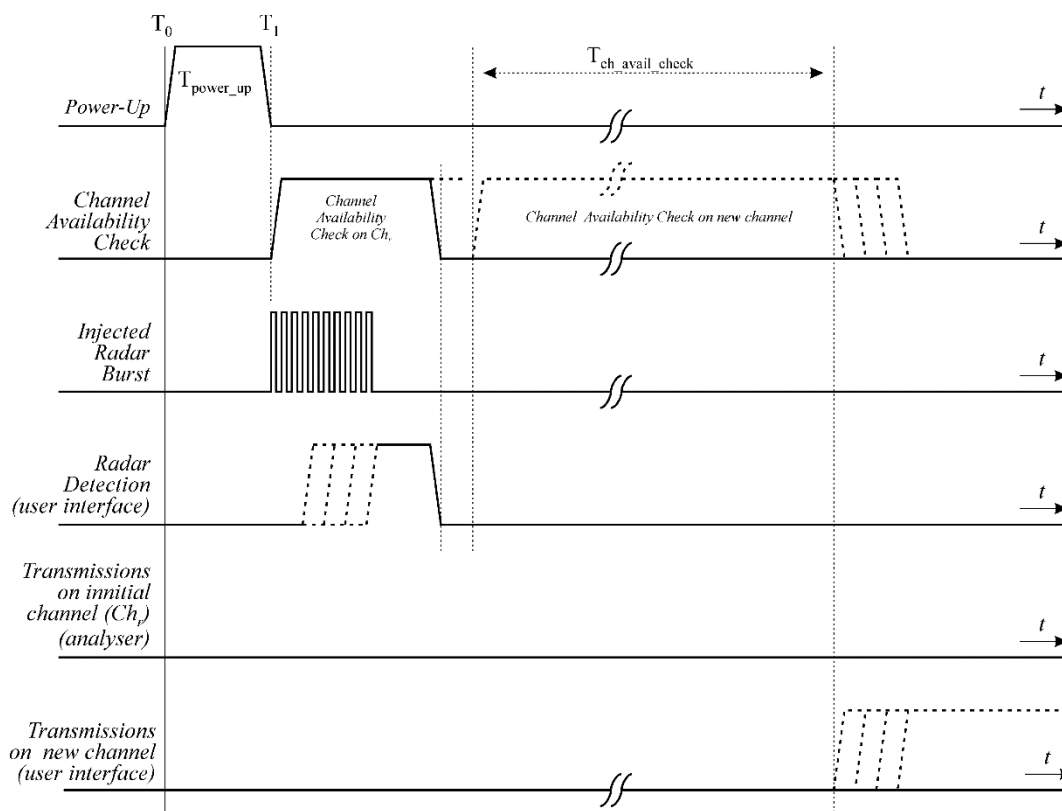 T0 T1
Tch_avail_check
Tpower_up
Power-Up
t
Channel
Availability
Check
Channel
Availability
Check on Chr
Channel Availability Check on new channel
t
Injected
Radar
Burst
t
Radar
Detection
(user interface)
t
Transmissions
on innitial
channel (Chr)
(analyser)
t
Transmissions
on new channel
(user interface)
t